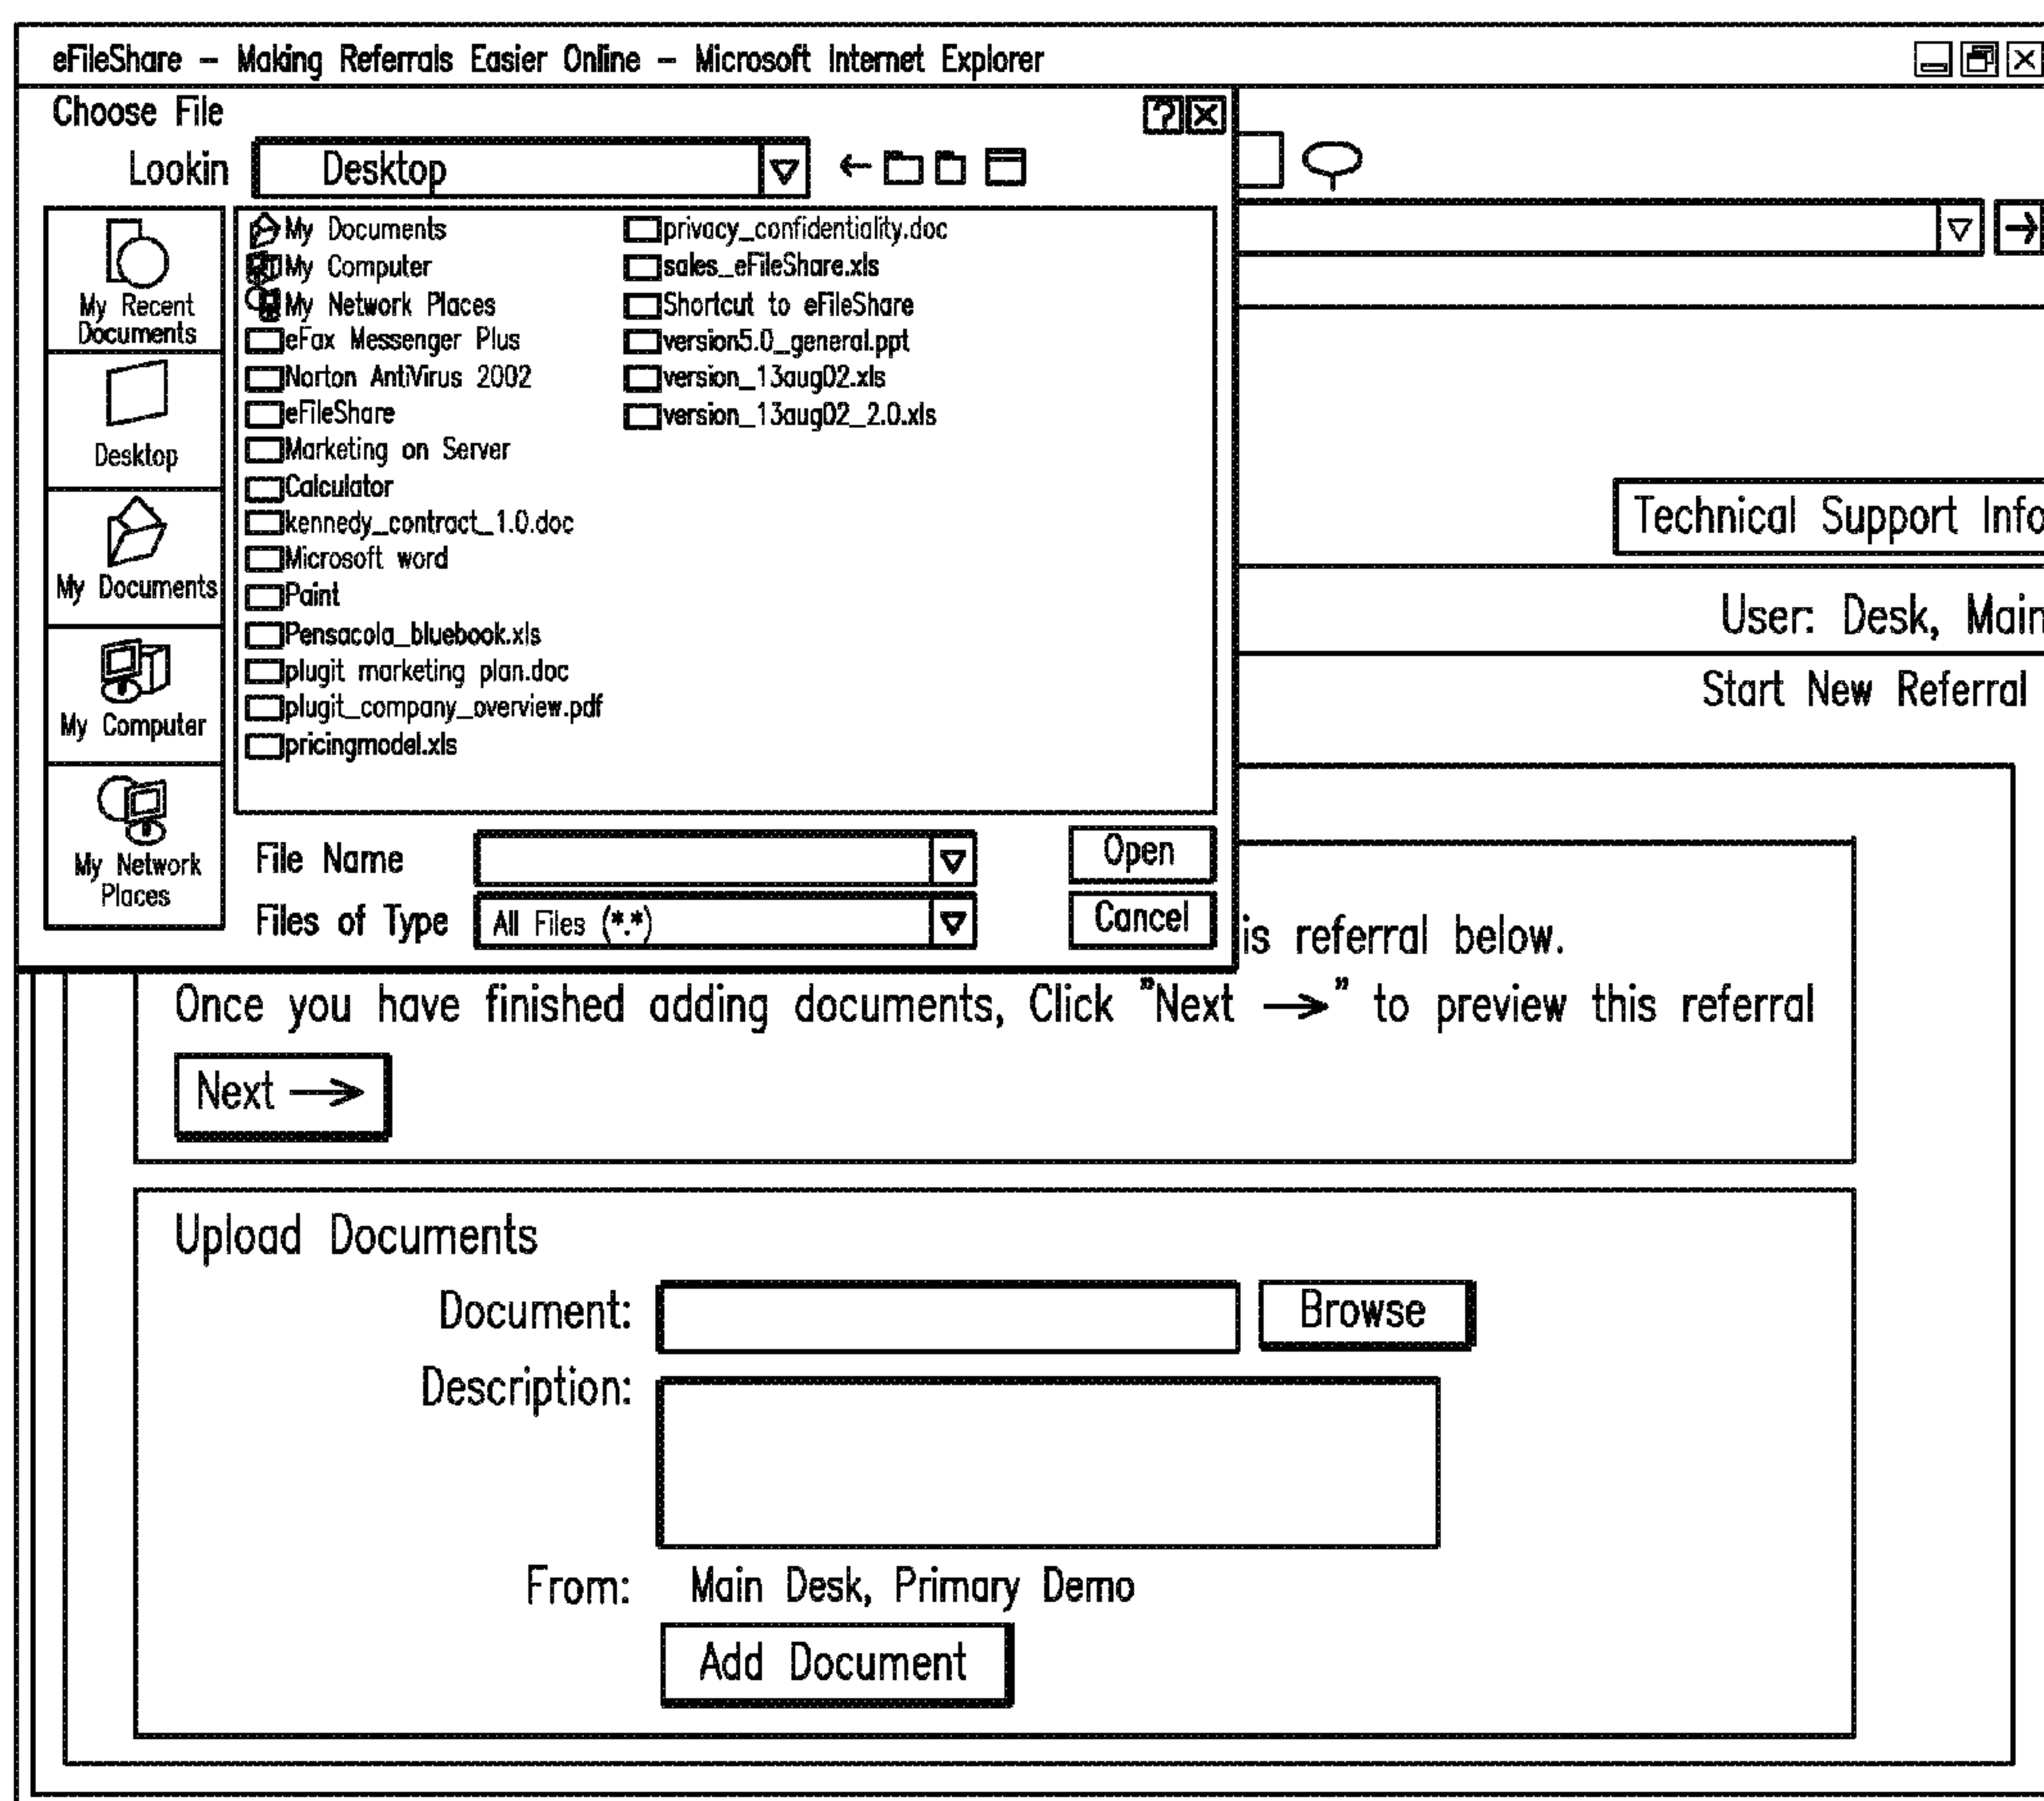 eFileShare – Making Referrals Easier Online – Microsoft Internet Explorer
Choose File
Lookin Desktop
My Recent
Documents
Desktop
My Documents
My Computer
My Network
Places
My Documents
My Computer
My Network Places
eFax Messenger Plus
Norton AntiVirus 2002
eFileShare
Marketing on Server
Calculator
kennedy_contract_1.0.doc
Microsoft word
Paint
Pensacola_bluebook.xls
plugit marketing plan.doc
plugit_company_overview.pdf
pricingmodel.xls
privacy_confidentiality.doc
sales_eFileShare.xls
Shortcut to eFileShare
version5.0_general.ppt
version_13aug02.xls
version_13aug02_2.0.xls
File Name
Open
Files of Type All Files (*.*)
Cancel
Technical Support Info
User: Desk, Main
Start New Referral
is referral below.
Once you have finished adding documents, Click "Next →" to preview this referral
Next →
Upload Documents
Document:
Browse
Description:
From: Main Desk, Primary Demo
Add Document